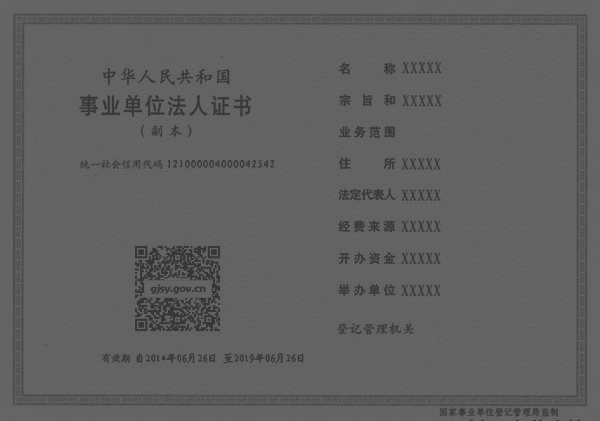 中华人民共和国
事业单位法人证书
（副本）
统一社会信用代码 121000004000042542
gjsy.gov.cn
有效期 自2014年06月26日 至2019年06月26日
名称 XXXXX
宗旨和 XXXXX
业务范围
住所 XXXXX
法定代表人 XXXXX
经费来源 XXXXX
开办资金 XXXXX
举办单位 XXXXX
登记管理机关
国家事业单位登记管理局监制